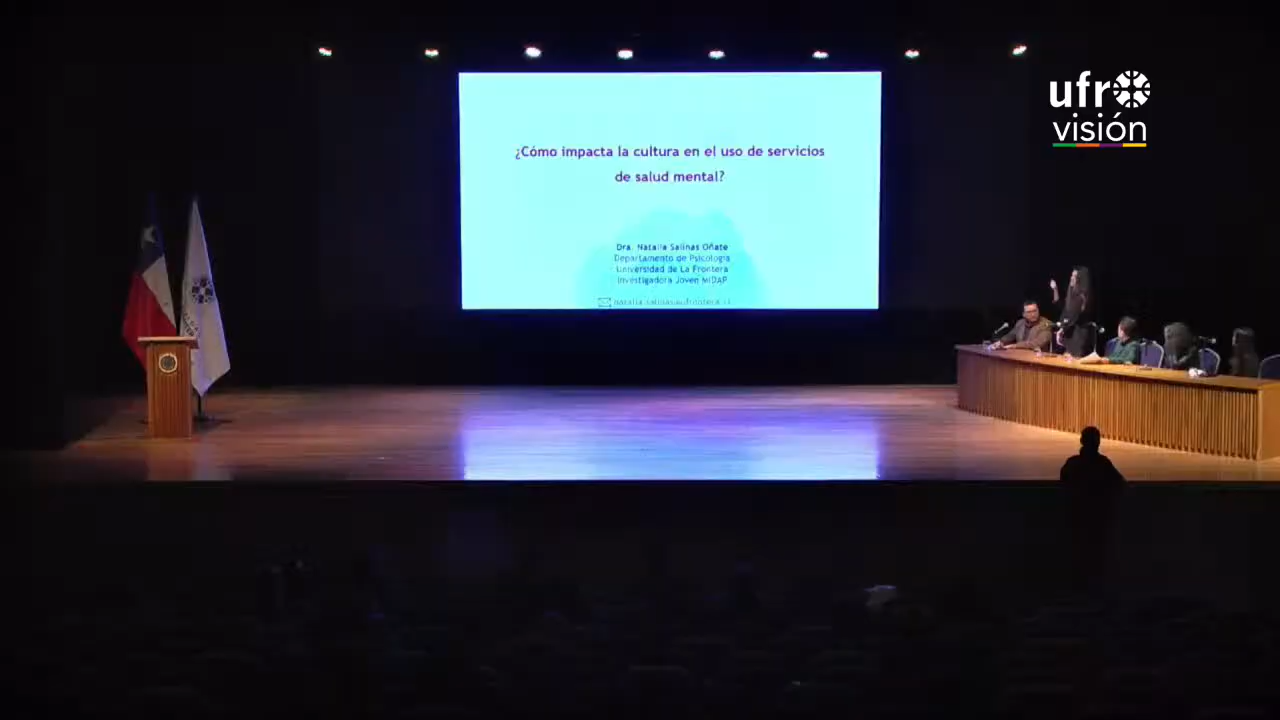 ufro
visión
¿Cómo impacta la cultura en el uso de servicios
de salud mental?
Dra. Natalia Salinas Oñate
Departamento de Psicología
Universidad de La Frontera
Investigadora Joven MIDAP